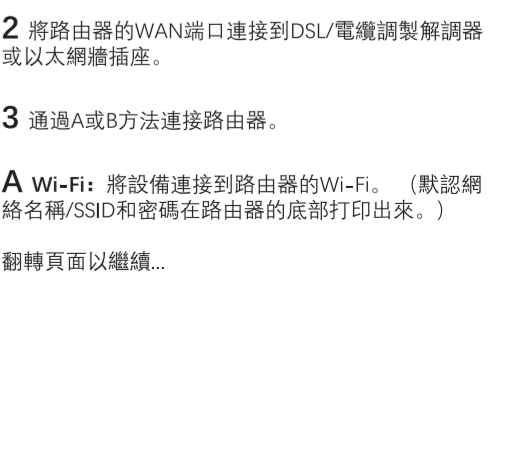 2 將路由器的WAN端口連接到DSL/電纜調製解調器
或以太網牆插座。
3 通過A或B方法連接路由器。
A Wi-Fi：將設備連接到路由器的Wi-Fi。（默認網
絡名稱/SSID和密碼在路由器的底部打印出來。）
翻轉頁面以繼續...